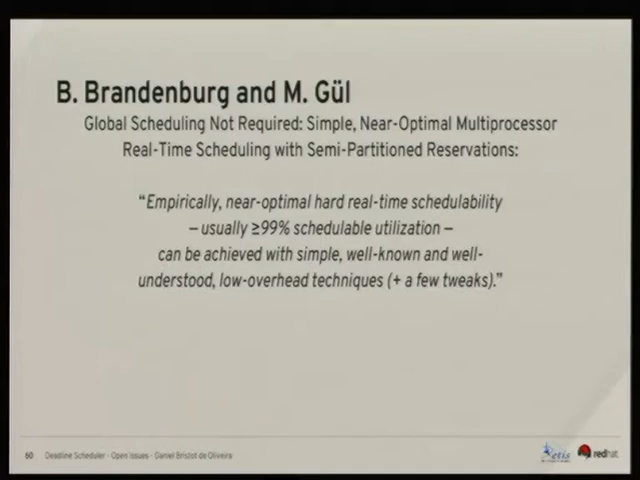 B. Brandenburg and M. Gül
Global Scheduling Not Required: Simple, Near-Optimal Multiprocessor
Real-Time Scheduling with Semi-Partitioned Reservations:
“Empirically, near-optimal hard real-time schedulability
– usually ≥99% schedulable utilization –
can be achieved with simple, well-known and well-
understood, low-overhead techniques (+ a few tweaks).”
60 Deadline Scheduler - Open Issues - Daniel Bristot de Oliveira
retis
redhat